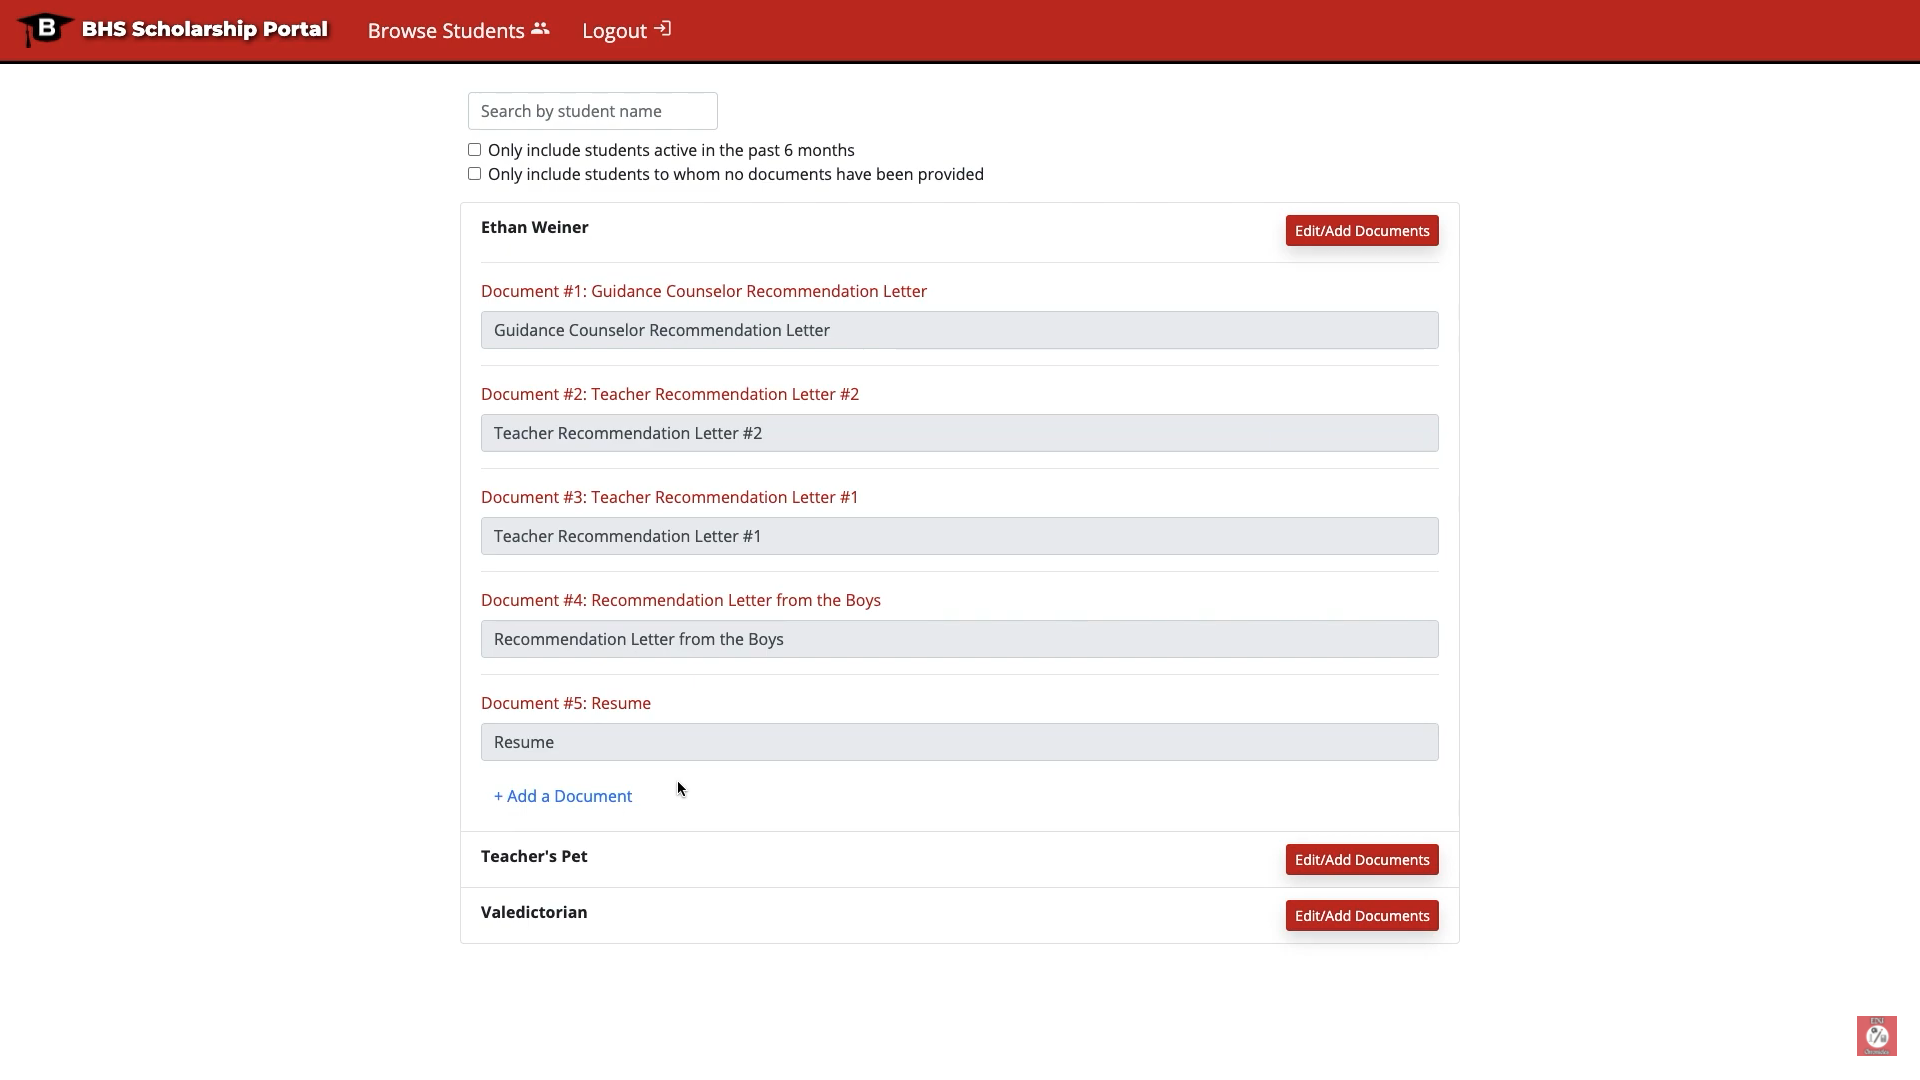 B BHS Scholarship Portal Browse Students Logout
Search by student name
Only include students active in the past 6 months
Only include students to whom no documents have been provided
Ethan Weiner Edit/Add Documents
Document #1: Guidance Counselor Recommendation Letter
Guidance Counselor Recommendation Letter
Document #2: Teacher Recommendation Letter #2
Teacher Recommendation Letter #2
Document #3: Teacher Recommendation Letter #1
Teacher Recommendation Letter #1
Document #4: Recommendation Letter from the Boys
Recommendation Letter from the Boys
Document #5: Resume
Resume
+ Add a Document
Teacher's Pet Edit/Add Documents
Valedictorian Edit/Add Documents